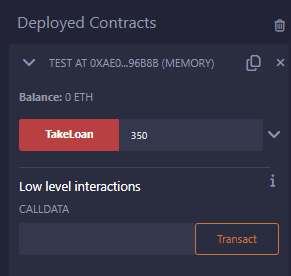 Deployed Contracts
TEST AT 0XAE0...96B8B (MEMORY)
Balance: 0 ETH
TakeLoan 350
Low level interactions
CALLDATA
Transact